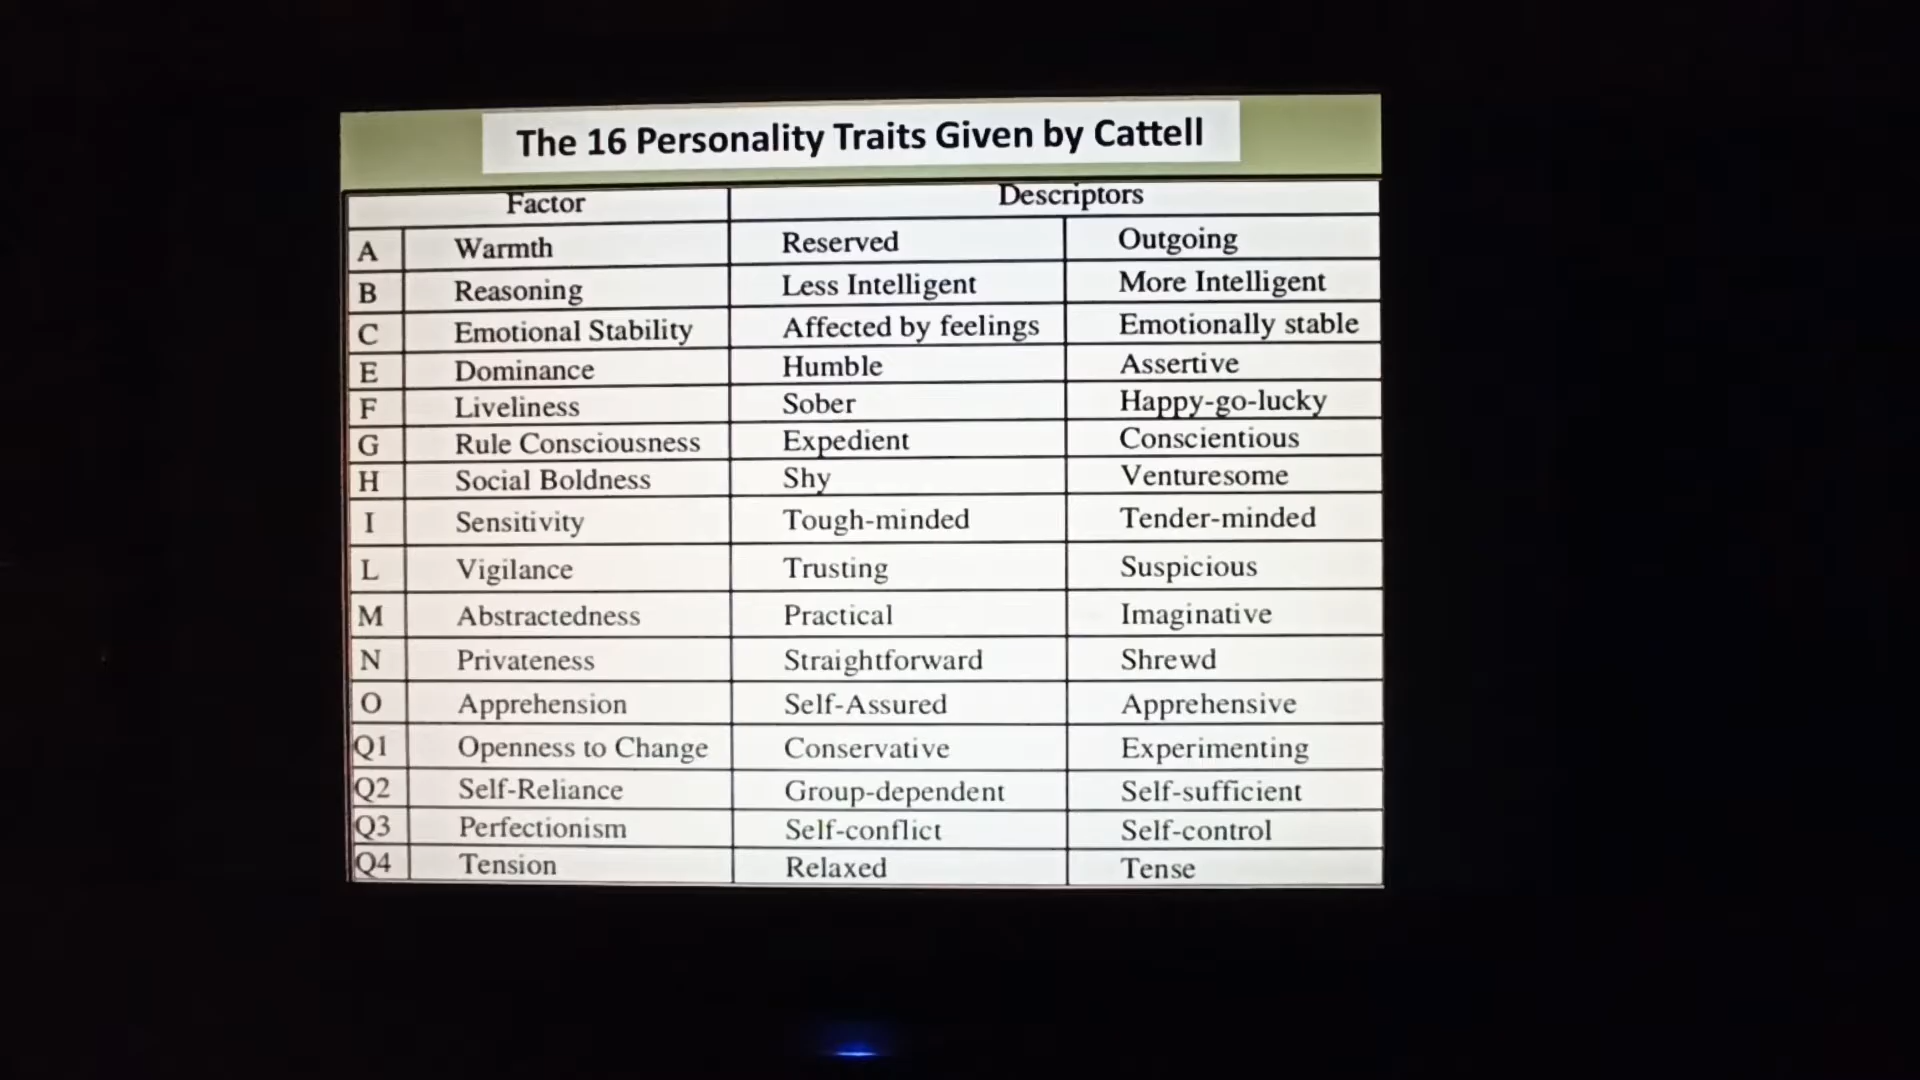 The 16 Personality Traits Given by Cattell
Factor Descriptors
A Warmth Reserved Outgoing
B Reasoning Less Intelligent More Intelligent
C Emotional Stability Affected by feelings Emotionally stable
E Dominance Humble Assertive
F Liveliness Sober Happy-go-lucky
G Rule Consciousness Expedient Conscientious
H Social Boldness Shy Venturesome
I Sensitivity Tough-minded Tender-minded
L Vigilance Trusting Suspicious
M Abstractedness Practical Imaginative
N Privateness Straightforward Shrewd
O Apprehension Self-Assured Apprehensive
Q1 Openness to Change Conservative Experimenting
Q2 Self-Reliance Group-dependent Self-sufficient
Q3 Perfectionism Self-conflict Self-control
Q4 Tension Relaxed Tense